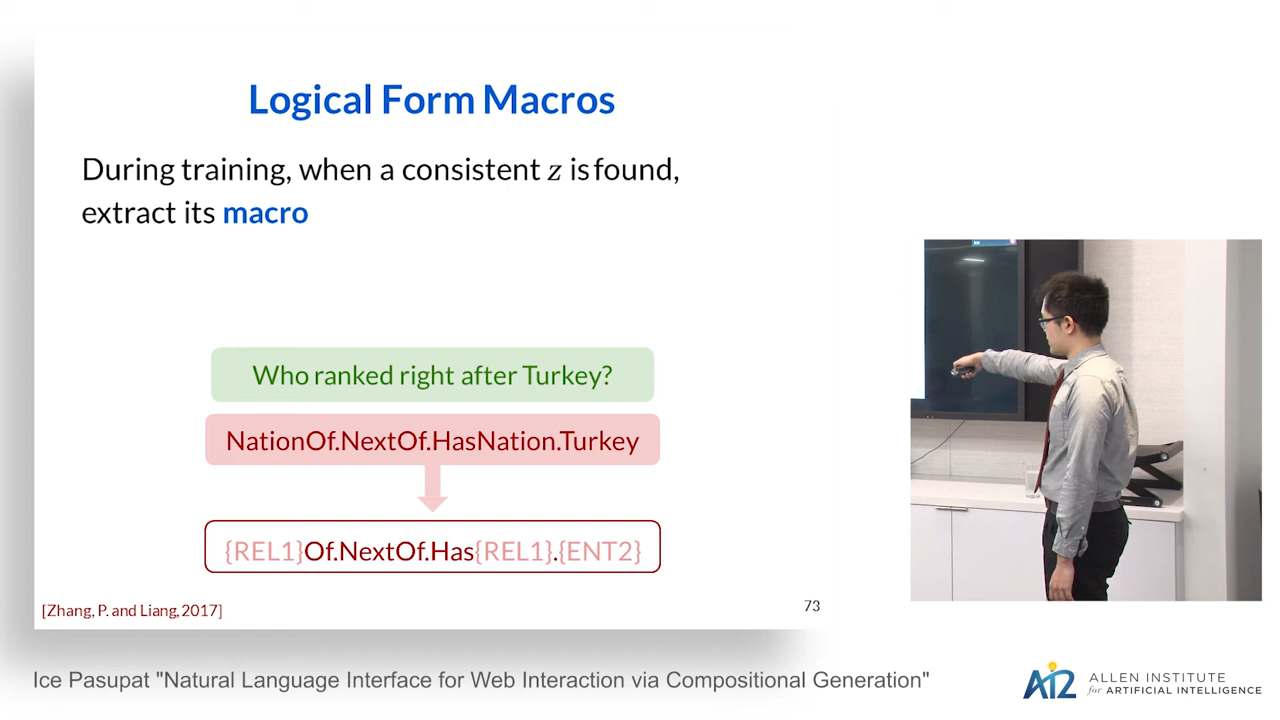 Logical Form Macros
During training, when a consistent z is found,
extract its macro
Who ranked right after Turkey?
NationOf.NextOf.HasNation.Turkey
{REL1}Of.NextOf.Has{REL1}.{ENT2}
[Zhang, P. and Liang, 2017]
73
Ice Pasupat "Natural Language Interface for Web Interaction via Compositional Generation"
AI2
ALLEN INSTITUTE
for ARTIFICIAL INTELLIGENCE